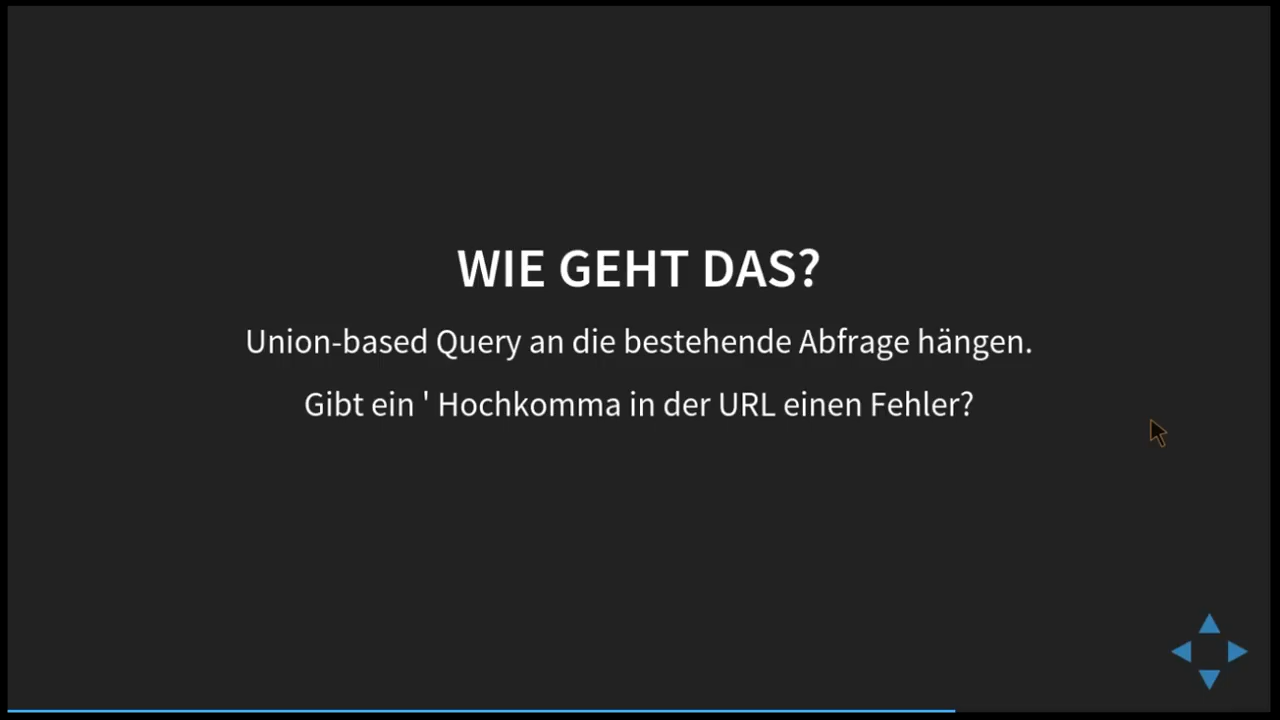 WIE GEHT DAS?
Union-based Query an die bestehende Abfrage hängen.
Gibt ein ' Hochkomma in der URL einen Fehler?